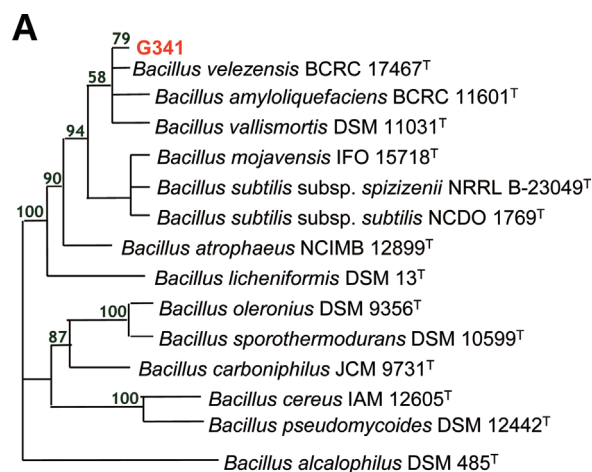 A
79
G341
Bacillus velezensis BCRC 17467ᵀ
58
Bacillus amyloliquefaciens BCRC 11601ᵀ
Bacillus vallismortis DSM 11031ᵀ
94
Bacillus mojavensis IFO 15718ᵀ
90
Bacillus subtilis subsp. spizizenii NRRL B-23049ᵀ
100
Bacillus subtilis subsp. subtilis NCDO 1769ᵀ
Bacillus atrophaeus NCIMB 12899ᵀ
Bacillus licheniformis DSM 13ᵀ
100
Bacillus oleronius DSM 9356ᵀ
87
Bacillus sporothermodurans DSM 10599ᵀ
Bacillus carboniphilus JCM 9731ᵀ
100
Bacillus cereus IAM 12605ᵀ
Bacillus pseudomycoides DSM 12442ᵀ
Bacillus alcalophilus DSM 485ᵀ